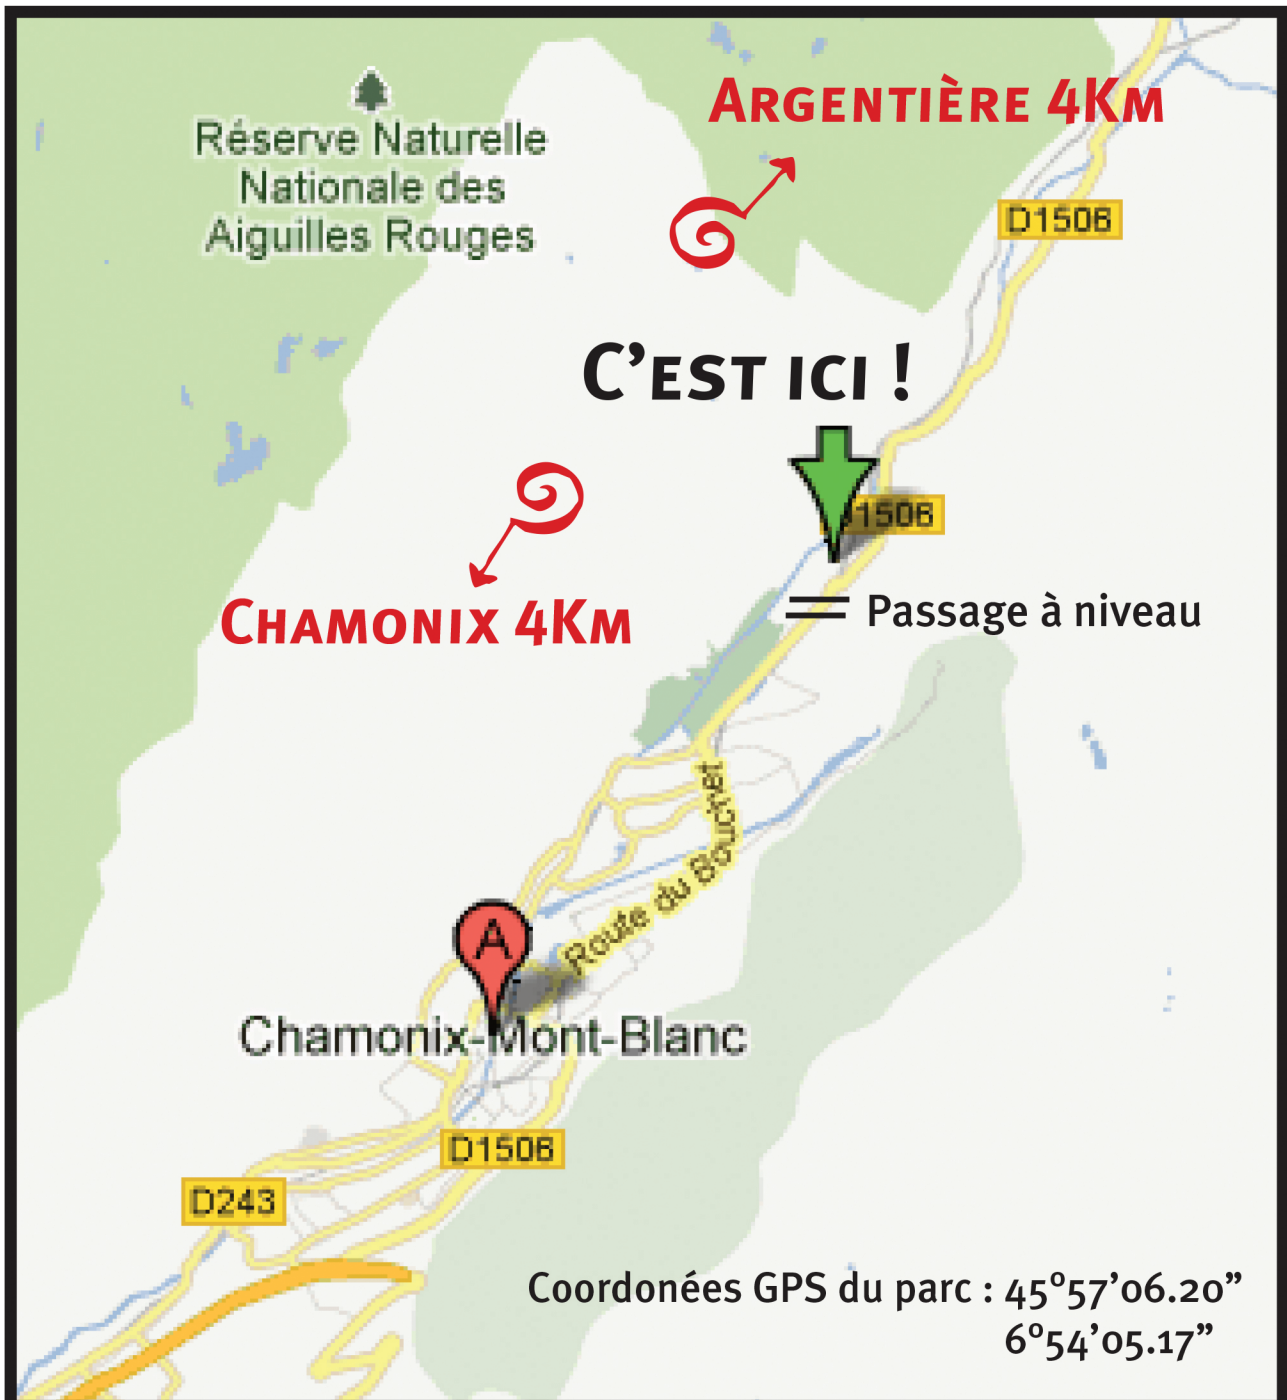 Argentière 4Km
Réserve Naturelle
Nationale des
Aiguilles Rouges
D1506
C'est ici !
D1506
Chamonix 4Km
Passage à niveau
Route du Bouchet
A
Chamonix-Mont-Blanc
D1506
D243
Coordonées GPS du parc : 45°57'06.20"
6°54'05.17"